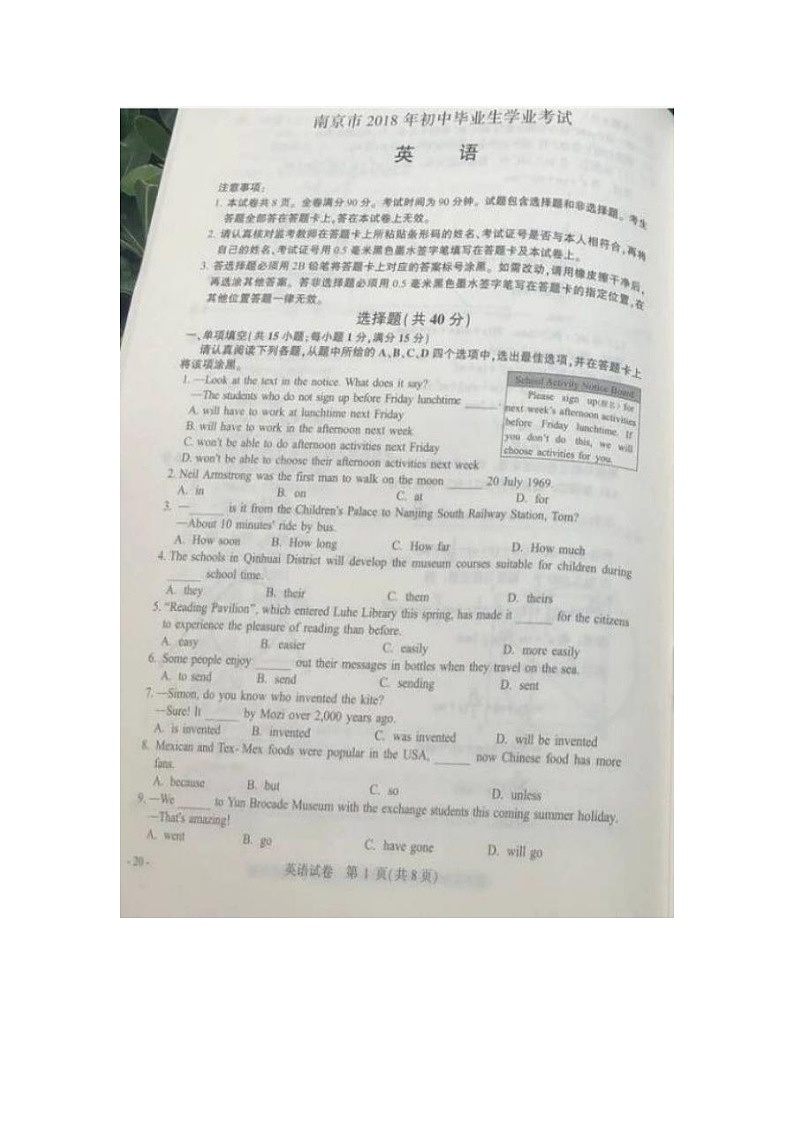 南京市 2018 年初中毕业生学业考试
英 语
注意事项:
1. 本试卷共 8 页。全卷满分 90 分。考试时间为 90 分钟。试题包含选择题和非选择题。考生
答题全部答在答题卡上,答在本试卷上无效。
2. 请认真核对监考教师在答题卡上所粘贴条形码的姓名、考试证号是否与本人相符合,再将
自己的姓名、考试证号用 0.5 毫米黑色墨水签字笔填写在答题卡及本试卷上。
3. 答选择题必须用 2B 铅笔将答题卡上对应的答案标号涂黑。如需改动,请用橡皮擦干净后,
再选涂其他答案。答非选择题必须用 0.5 毫米黑色墨水签字笔写在答题卡的指定位置,在
其他位置答题一律无效。
选择题(共 40 分)
一、单项填空(共 15 小题;每小题 1 分,满分 15 分)
请认真阅读下列各题,从题中所给的 A、B、C、D 四个选项中,选出最佳选项,并在答题卡上
将该项涂黑。
1. —Look at the text in the notice. What does it say?
—The students who do not sign up before Friday lunchtime _____.
A. will have to work at lunchtime next Friday
B. will have to work in the afternoon next week
C. won't be able to do afternoon activities next Friday
D. won't be able to choose their afternoon activities next week
School Activity Notice Board
Please sign up(报名) for
next week's afternoon activities
before Friday lunchtime. If
you don't do this, we will
choose activities for you.
2. Neil Armstrong was the first man to walk on the moon _____ 20 July 1969.
A. in B. on C. at D. for
3. —_____ is it from the Children's Palace to Nanjing South Railway Station, Tom?
—About 10 minutes' ride by bus.
A. How soon B. How long C. How far D. How much
4. The schools in Qinhuai District will develop the museum courses suitable for children during
_____ school time.
A. they B. their C. them D. theirs
5. “Reading Pavilion”, which entered Luhe Library this spring, has made it _____ for the citizens
to experience the pleasure of reading than before.
A. easy B. easier C. easily D. more easily
6. Some people enjoy _____ out their messages in bottles when they travel on the sea.
A. to send B. send C. sending D. sent
7. —Simon, do you know who invented the kite?
—Sure! It _____ by Mozi over 2,000 years ago.
A. is invented B. invented C. was invented D. will be invented
8. Mexican and Tex- Mex foods were popular in the USA, _____ now Chinese food has more
fans.
A. because B. but C. so D. unless
9. —We _____ to Yun Brocade Museum with the exchange students this coming summer holiday.
—That's amazing!
A. went B. go C. have gone D. will go
- 20 -
英语试卷 第 1 页(共 8 页)